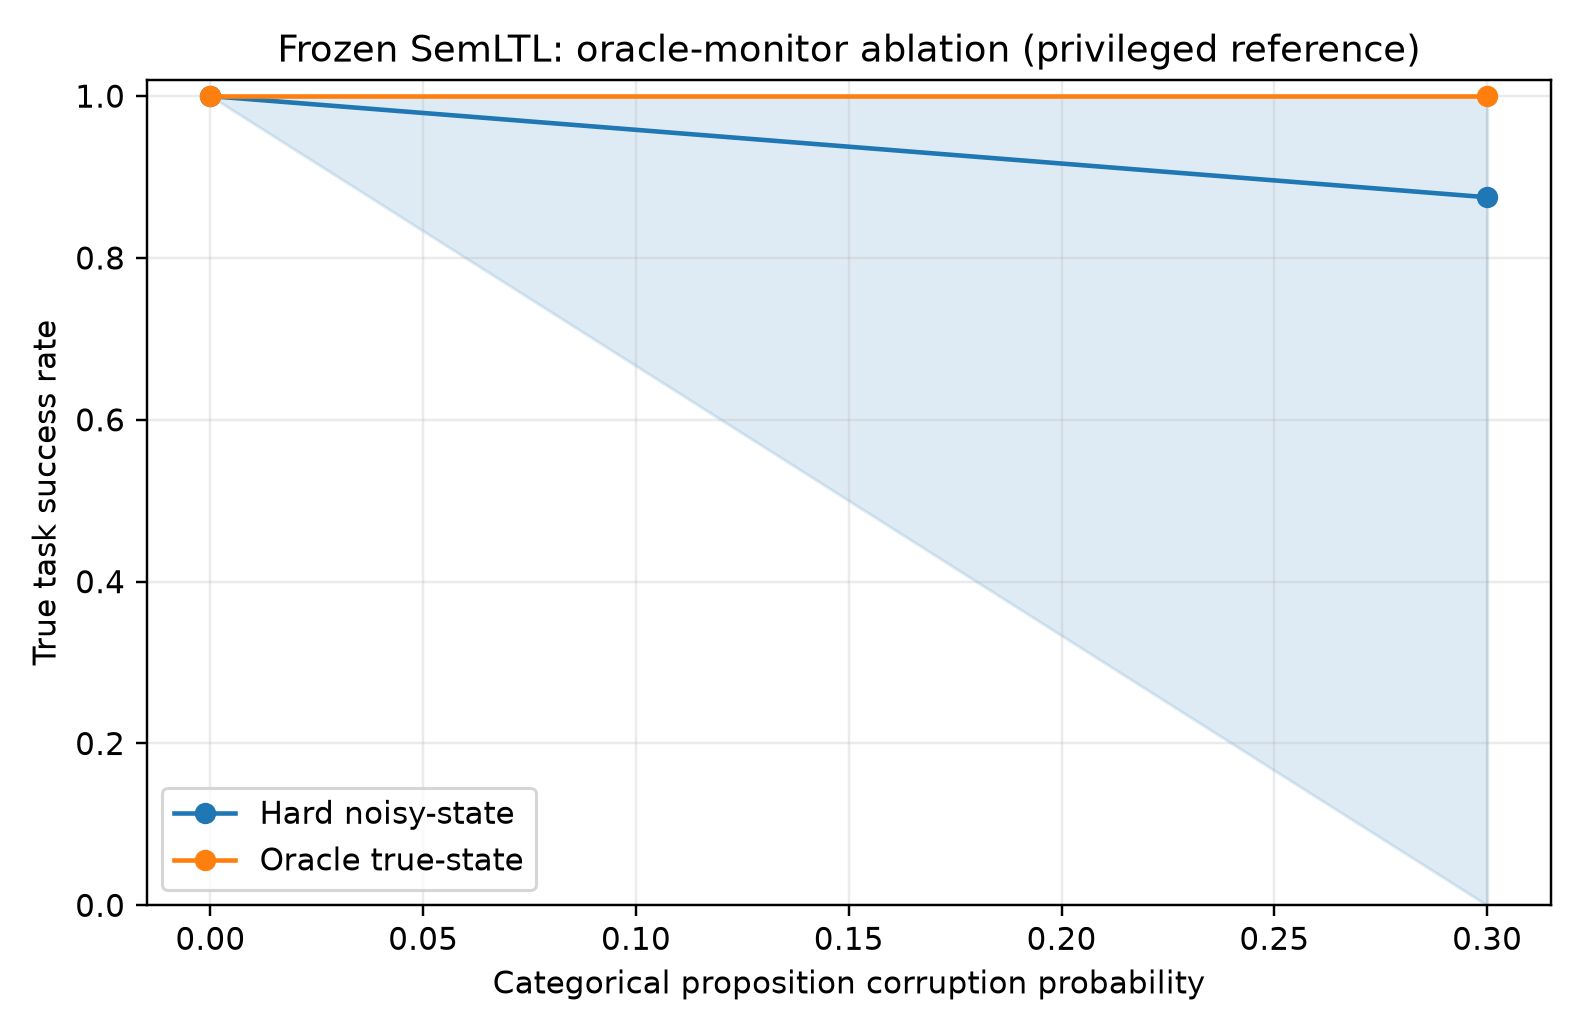 Frozen SemLTL: oracle-monitor ablation (privileged reference)
True task success rate
1.0
0.8
0.6
0.4
0.2
0.0
Hard noisy-state
Oracle true-state
0.00 0.05 0.10 0.15 0.20 0.25 0.30
Categorical proposition corruption probability